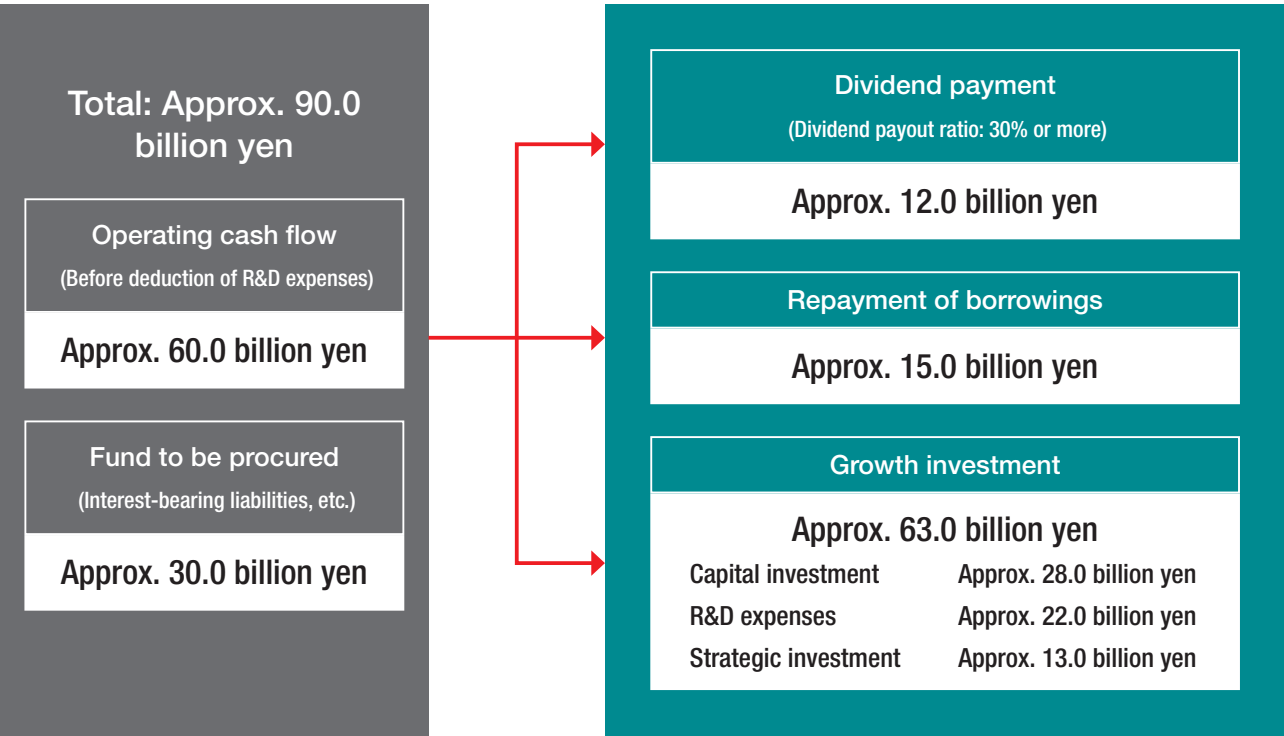 Total: Approx. 90.0
billion yen
Operating cash flow
(Before deduction of R&D expenses)
Approx. 60.0 billion yen
Fund to be procured
(Interest-bearing liabilities, etc.)
Approx. 30.0 billion yen
Dividend payment
(Dividend payout ratio: 30% or more)
Approx. 12.0 billion yen
Repayment of borrowings
Approx. 15.0 billion yen
Growth investment
Approx. 63.0 billion yen
Capital investment Approx. 28.0 billion yen
R&D expenses Approx. 22.0 billion yen
Strategic investment Approx. 13.0 billion yen